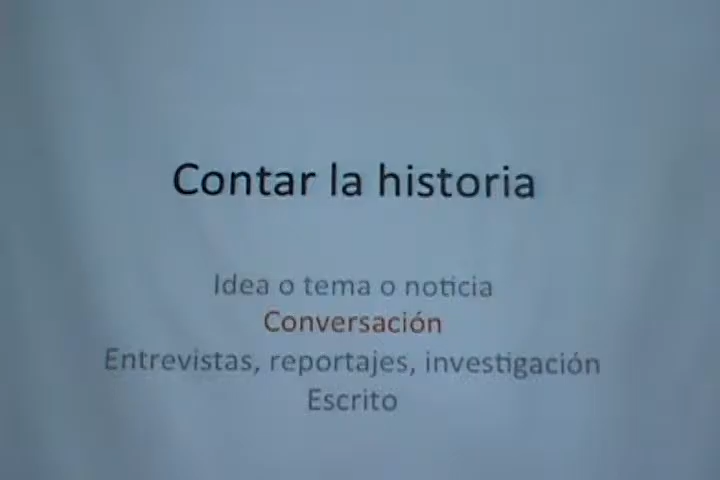 Contar la historia
Idea o tema o noticia
Conversación
Entrevistas, reportajes, investigación
Escrito